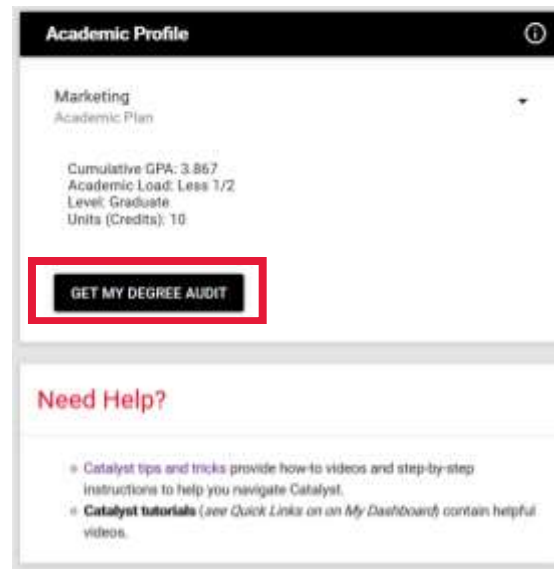 Academic Profile
Marketing
Academic Plan
Cumulative GPA: 3.867
Academic Load: Less 1/2
Level: Graduate
Units (Credits): 10
GET MY DEGREE AUDIT
Need Help?
Catalyst tips and tricks provide how-to videos and step-by-step
instructions to help you navigate Catalyst.
Catalyst tutorials (see Quick Links on on My Dashboard) contain helpful
videos.